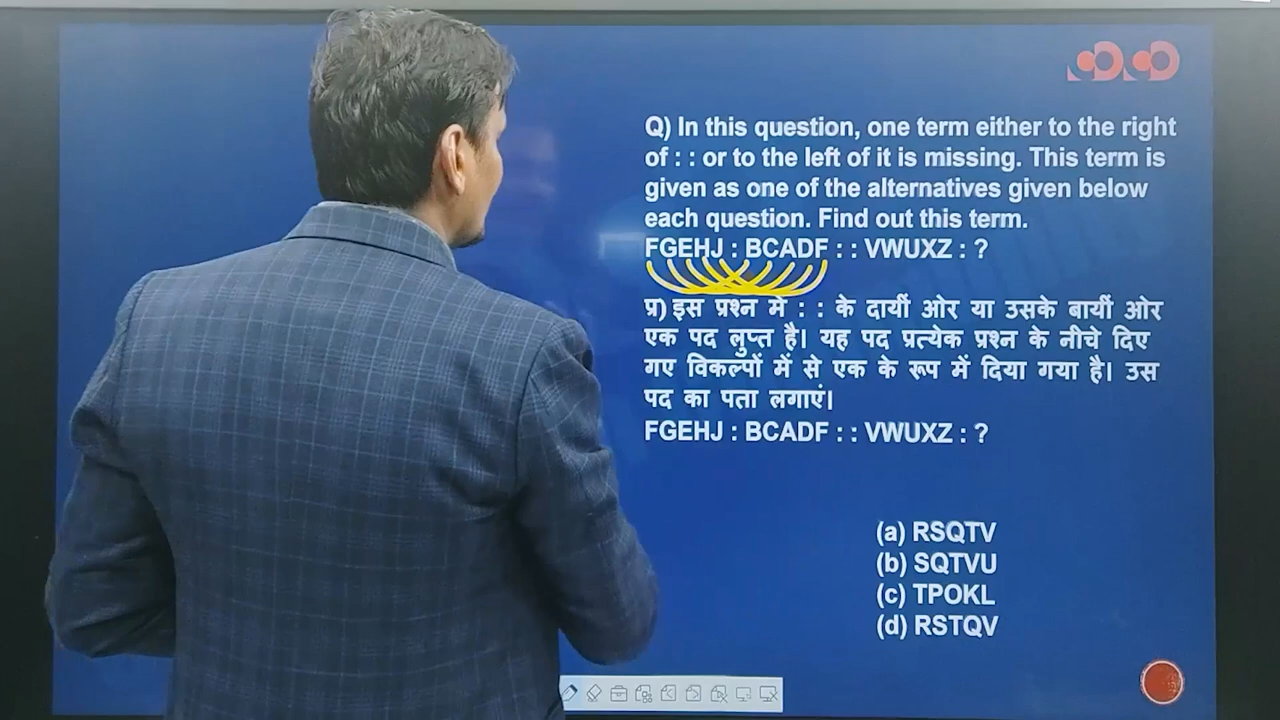 Q) In this question, one term either to the right
of : : or to the left of it is missing. This term is
given as one of the alternatives given below
each question. Find out this term.
FGEHJ : BCADF : : VWUXZ : ?
प्र) इस प्रश्न में : : के दायीं ओर या उसके बायीं ओर
एक पद लुप्त है। यह पद प्रत्येक प्रश्न के नीचे दिए
गए विकल्पों में से एक के रूप में दिया गया है। उस
पद का पता लगाएं।
FGEHJ : BCADF : : VWUXZ : ?
(a) RSQTV
(b) SQTVU
(c) TPOKL
(d) RSTQV